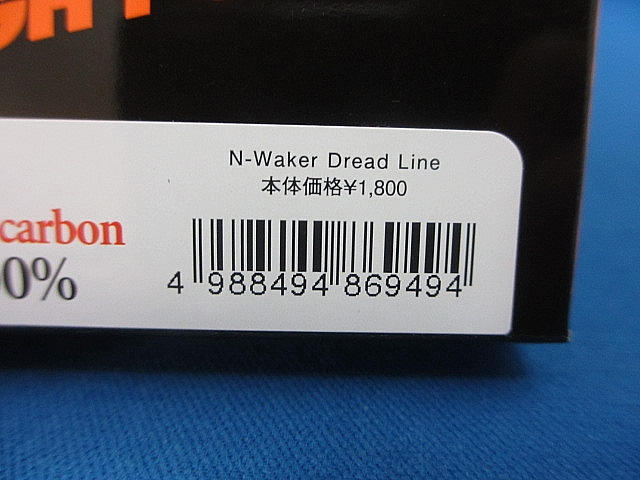 N-Waker Dread Line
本体価格¥1,800
carbon
0%
4 988494 869494